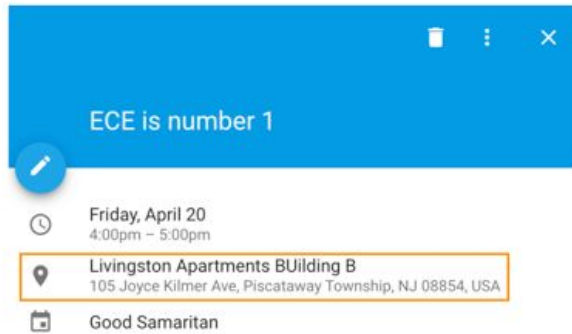 ECE is number 1
Friday, April 20
4:00pm – 5:00pm
Livingston Apartments BUilding B
105 Joyce Kilmer Ave, Piscataway Township, NJ 08854, USA
Good Samaritan